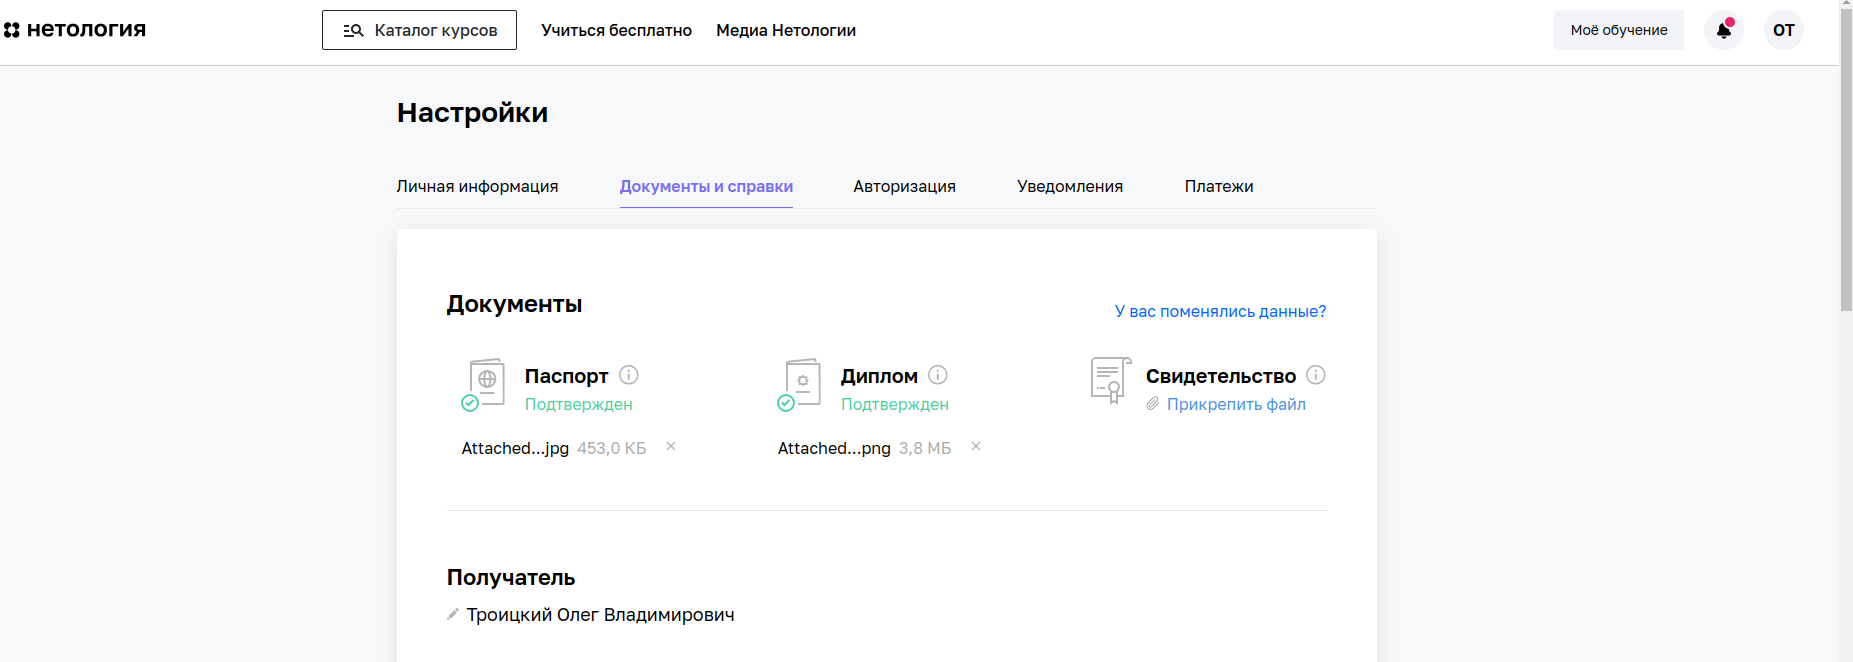 нетология
Каталог курсов
Учиться бесплатно
Медиа Нетологии
Моё обучение
ОТ
Настройки
Личная информация
Документы и справки
Авторизация
Уведомления
Платежи
Документы
У вас поменялись данные?
Паспорт
Подтвержден
Attached...jpg 453,0 КБ
Диплом
Подтвержден
Attached...png 3,8 МБ
Свидетельство
Прикрепить файл
Получатель
Троицкий Олег Владимирович